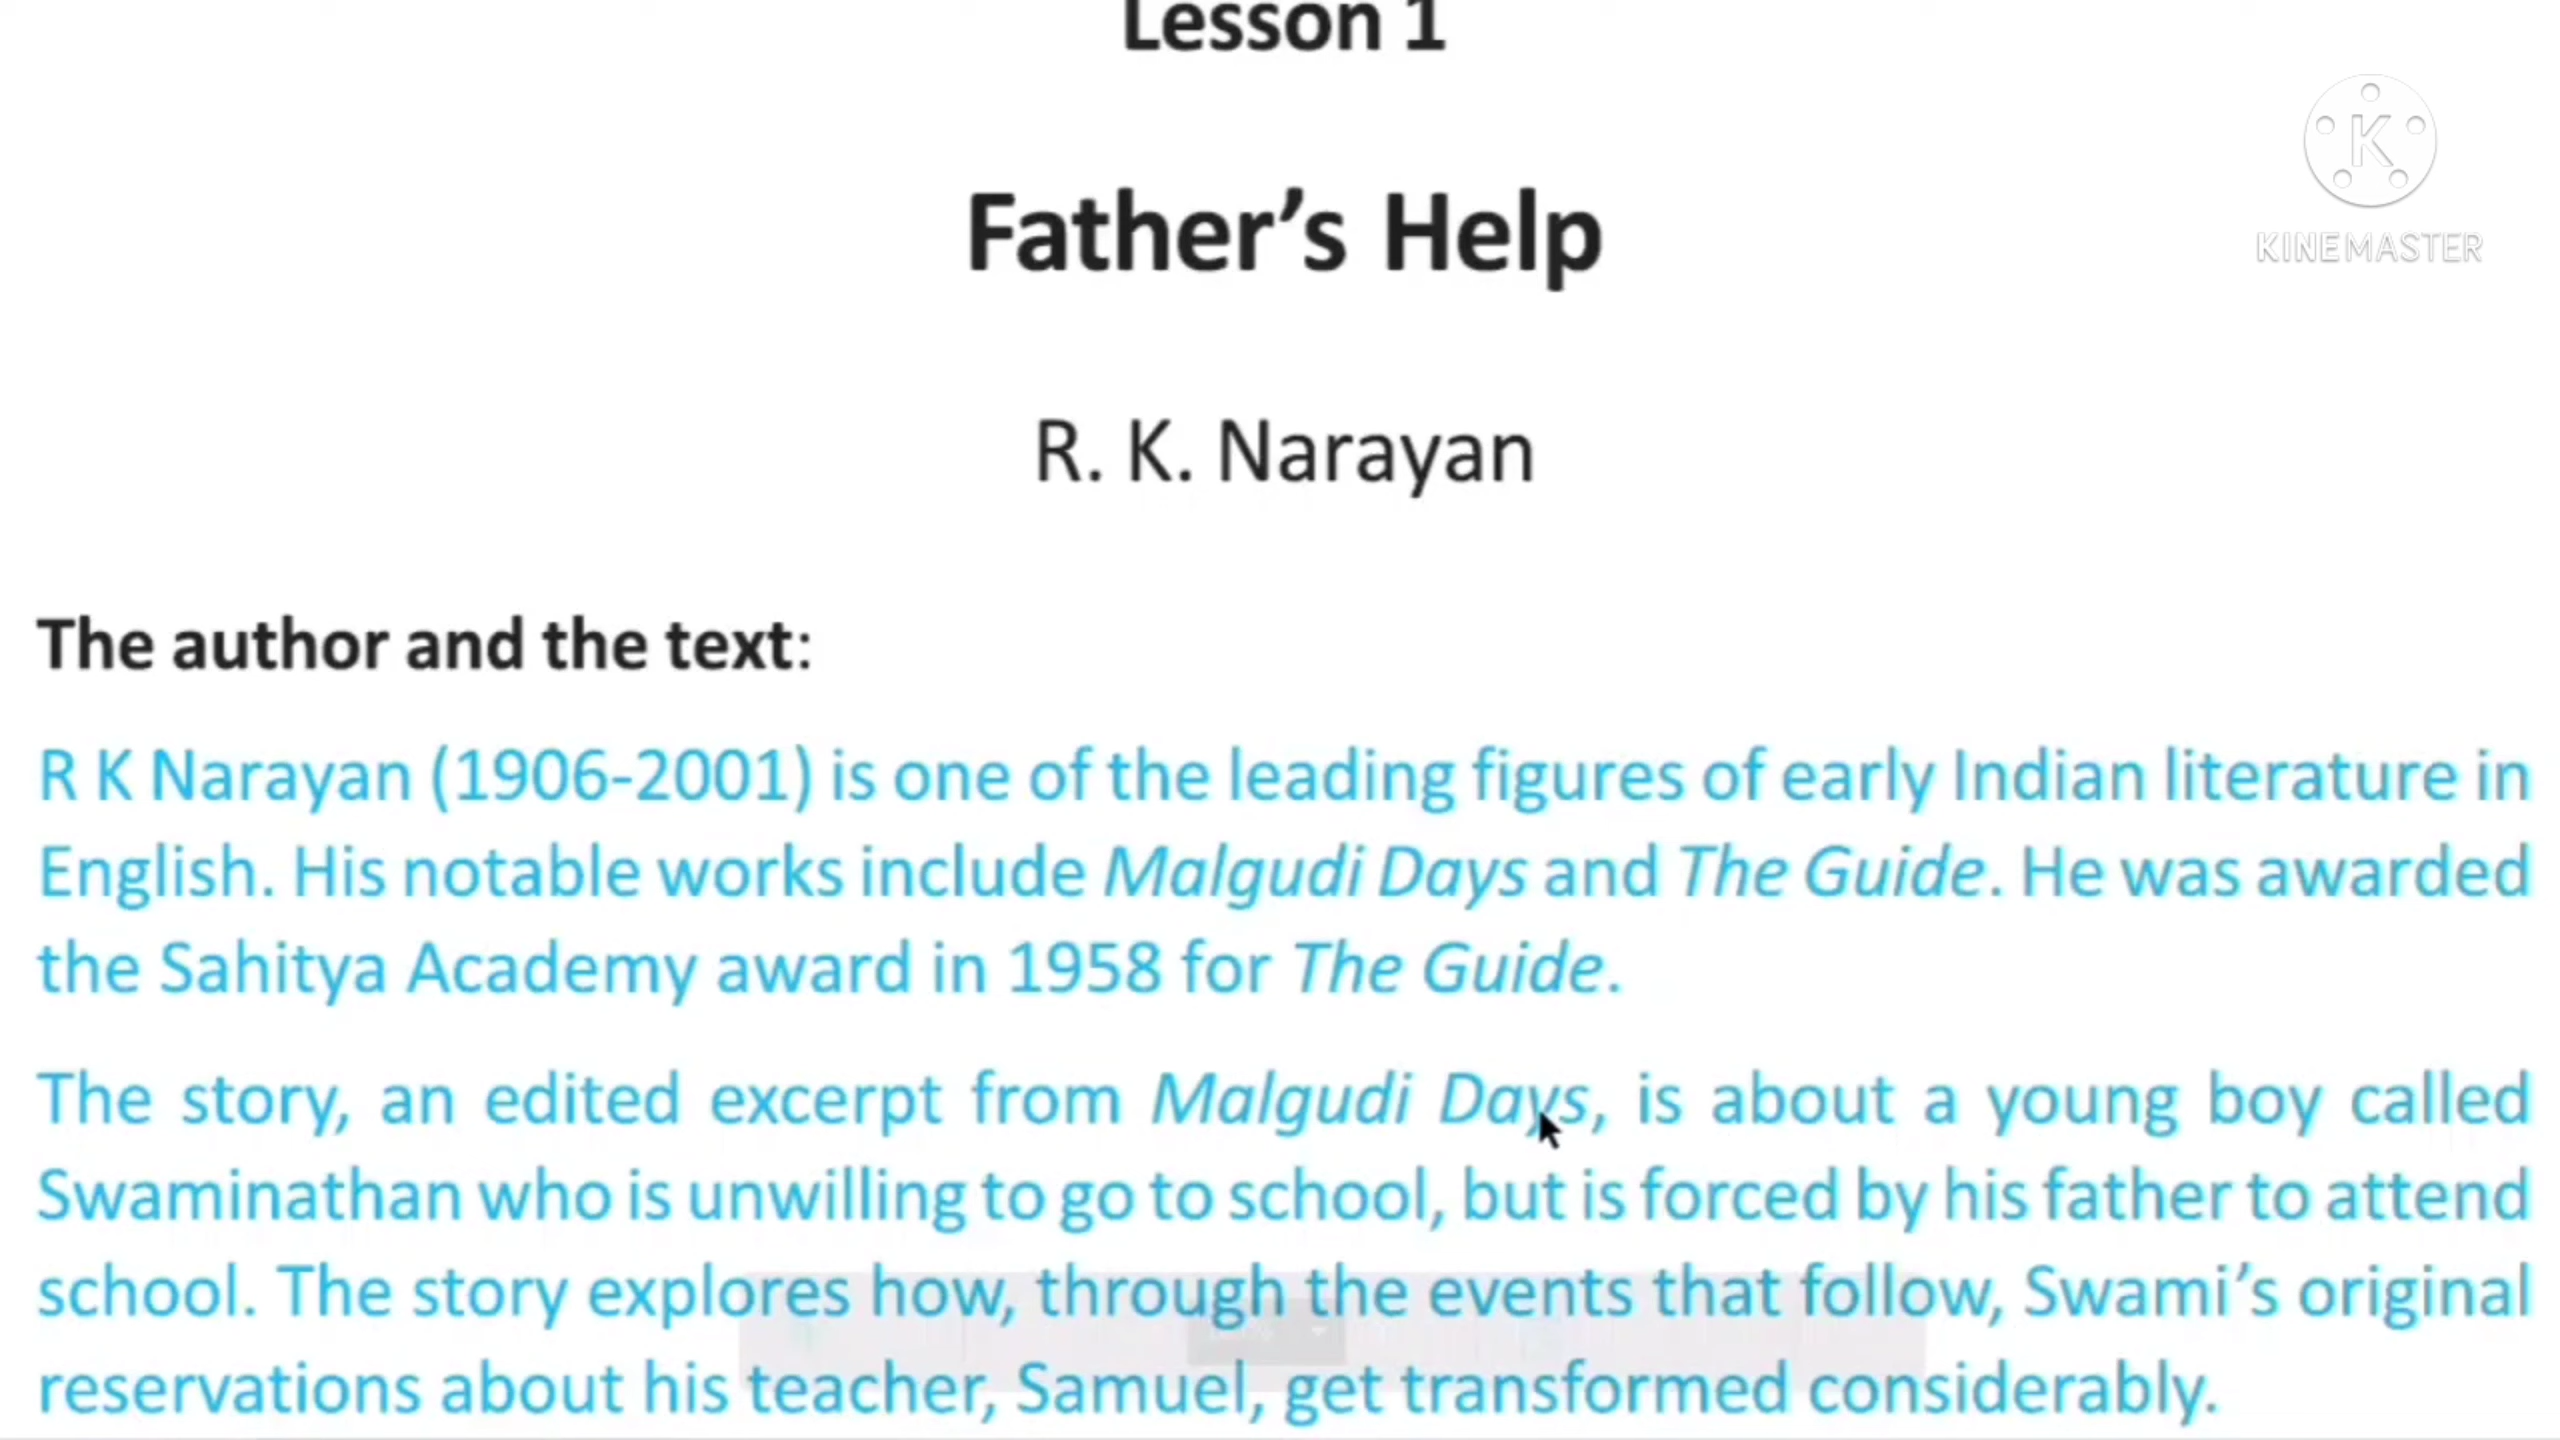 Lesson 1
Father's Help
KINEMASTER
R. K. Narayan
The author and the text:
R K Narayan (1906-2001) is one of the leading figures of early Indian literature in
English. His notable works include Malgudi Days and The Guide. He was awarded
the Sahitya Academy award in 1958 for The Guide.
The story, an edited excerpt from Malgudi Days, is about a young boy called
Swaminathan who is unwilling to go to school, but is forced by his father to attend
school. The story explores how, through the events that follow, Swami's original
reservations about his teacher, Samuel, get transformed considerably.